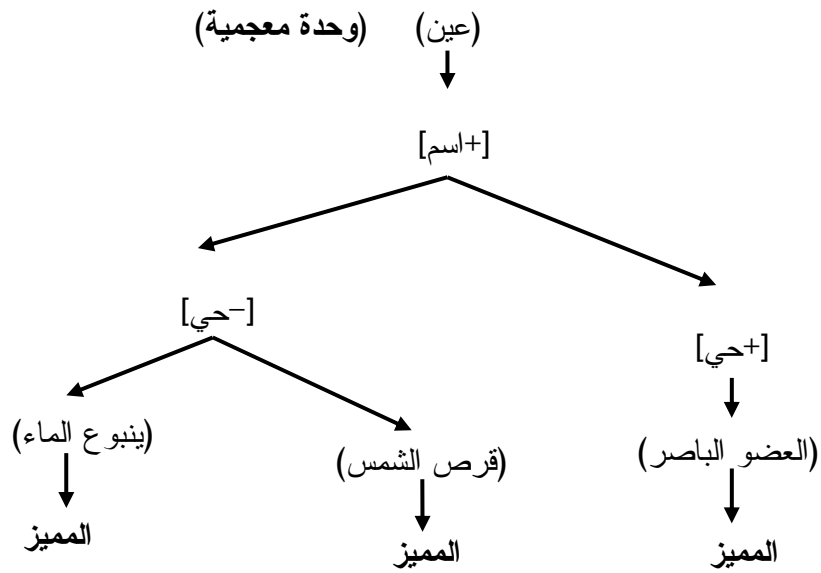 (عين) (وحدة معجمية)
[+اسم]
[–حي]
[+حي]
(ينبوع الماء)
(قرص الشمس)
(العضو الباصر)
المميز
المميز
المميز